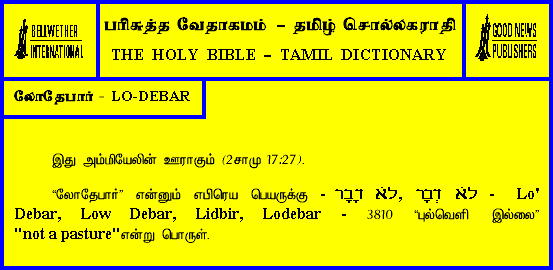 BELLWETHER
INTERNATIONAL
பரிசுத்த வேதாகமம் – தமிழ் சொல்லகராதி
THE HOLY BIBLE – TAMIL DICTIONARY
GOOD NEWS
PUBLISHERS
லோதேபார் - LO-DEBAR
இது அம்மியேலின் ஊராகும் (2சாமு 17:27).
“லோதேபார்” என்னும் எபிரெய பெயருக்கு - לֹא דְבָר, לֹא דָבָר - Lo'
Debar, Low Debar, Lidbir, Lodebar - 3810 “புல்வெளி இல்லை”
"not a pasture"என்று பொருள்.